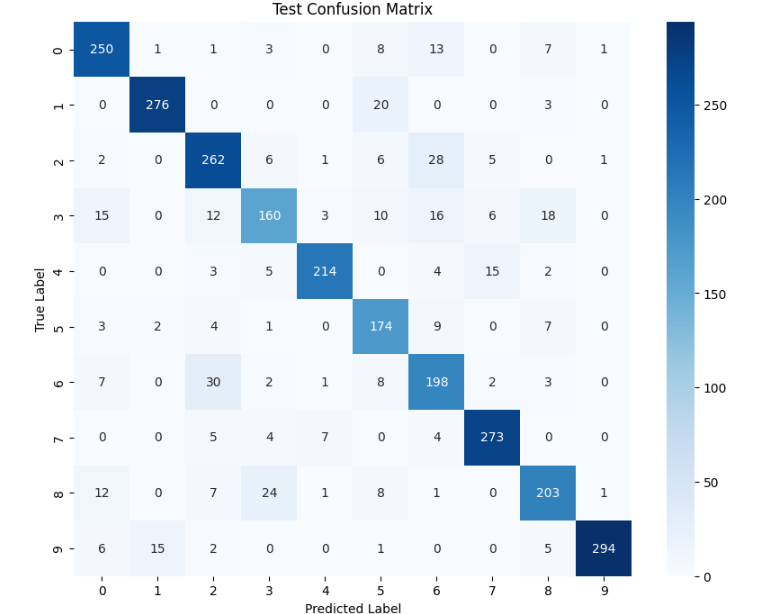 Test Confusion Matrix
0 250 1 1 3 0 8 13 0 7 1
1 0 276 0 0 0 20 0 0 3 0
2 2 0 262 6 1 6 28 5 0 1
3 15 0 12 160 3 10 16 6 18 0
4 0 0 3 5 214 0 4 15 2 0
5 3 2 4 1 0 174 9 0 7 0
6 7 0 30 2 1 8 198 2 3 0
7 0 0 5 4 7 0 4 273 0 0
8 12 0 7 24 1 8 1 0 203 1
9 6 15 2 0 0 1 0 0 5 294
0 1 2 3 4 5 6 7 8 9
Predicted Label
True Label
250
200
150
100
50
0